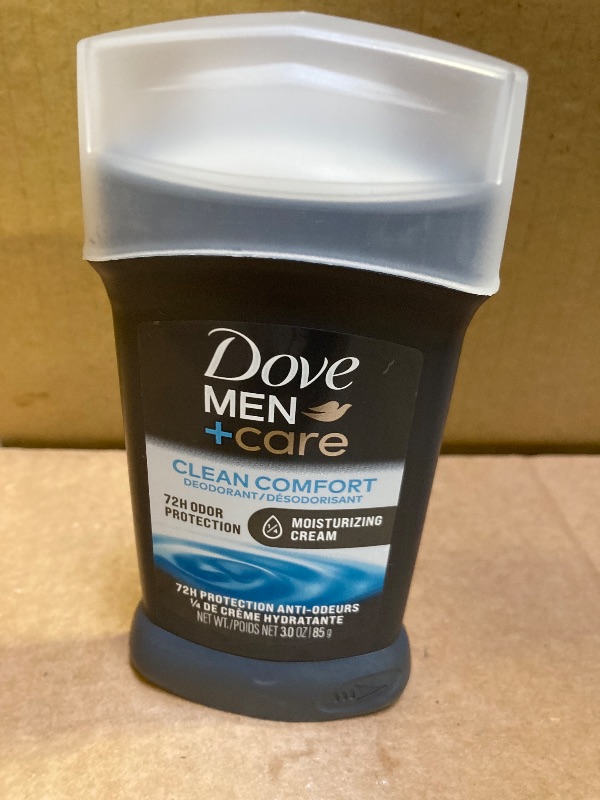 Dove
MEN
+care
CLEAN COMFORT
DEODORANT/DÉSODORISANT
72H ODOR
PROTECTION
¼ MOISTURIZING
CREAM
72H PROTECTION ANTI-ODEURS
¼ DE CRÈME HYDRATANTE
NET WT./POIDS NET 3.0 OZ | 85 g